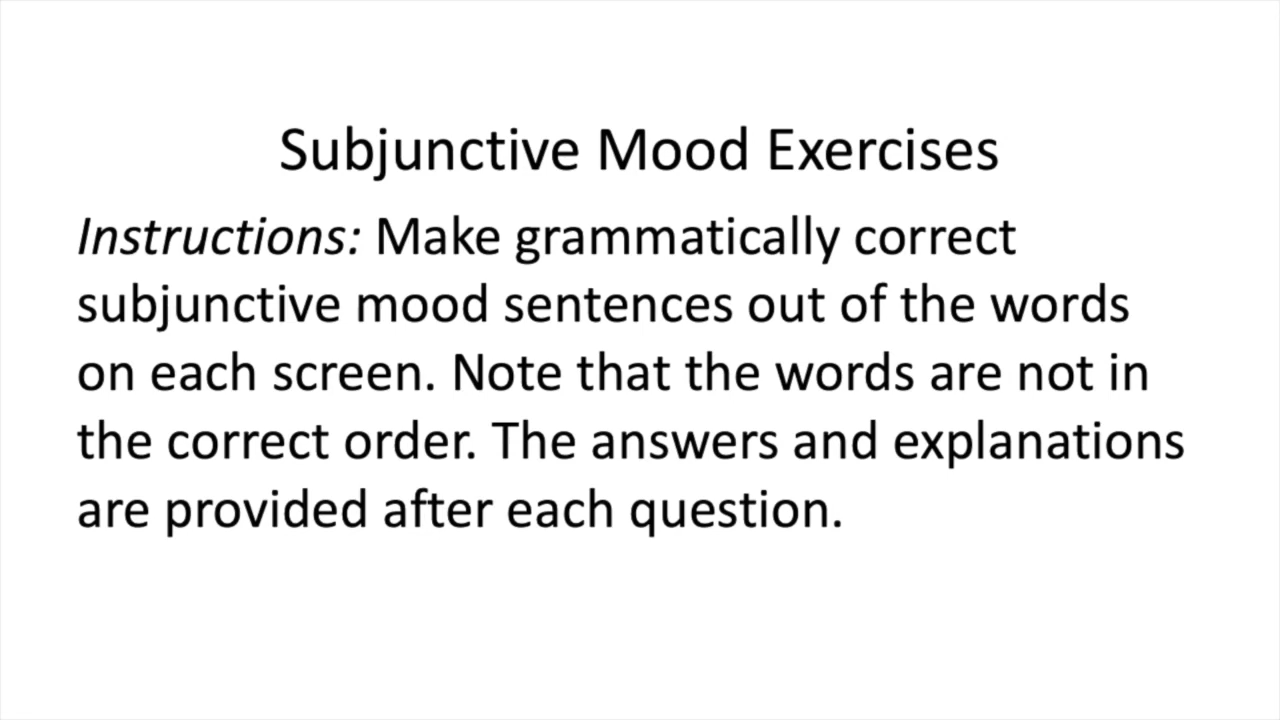 Subjunctive Mood Exercises
Instructions: Make grammatically correct
subjunctive mood sentences out of the words
on each screen. Note that the words are not in
the correct order. The answers and explanations
are provided after each question.